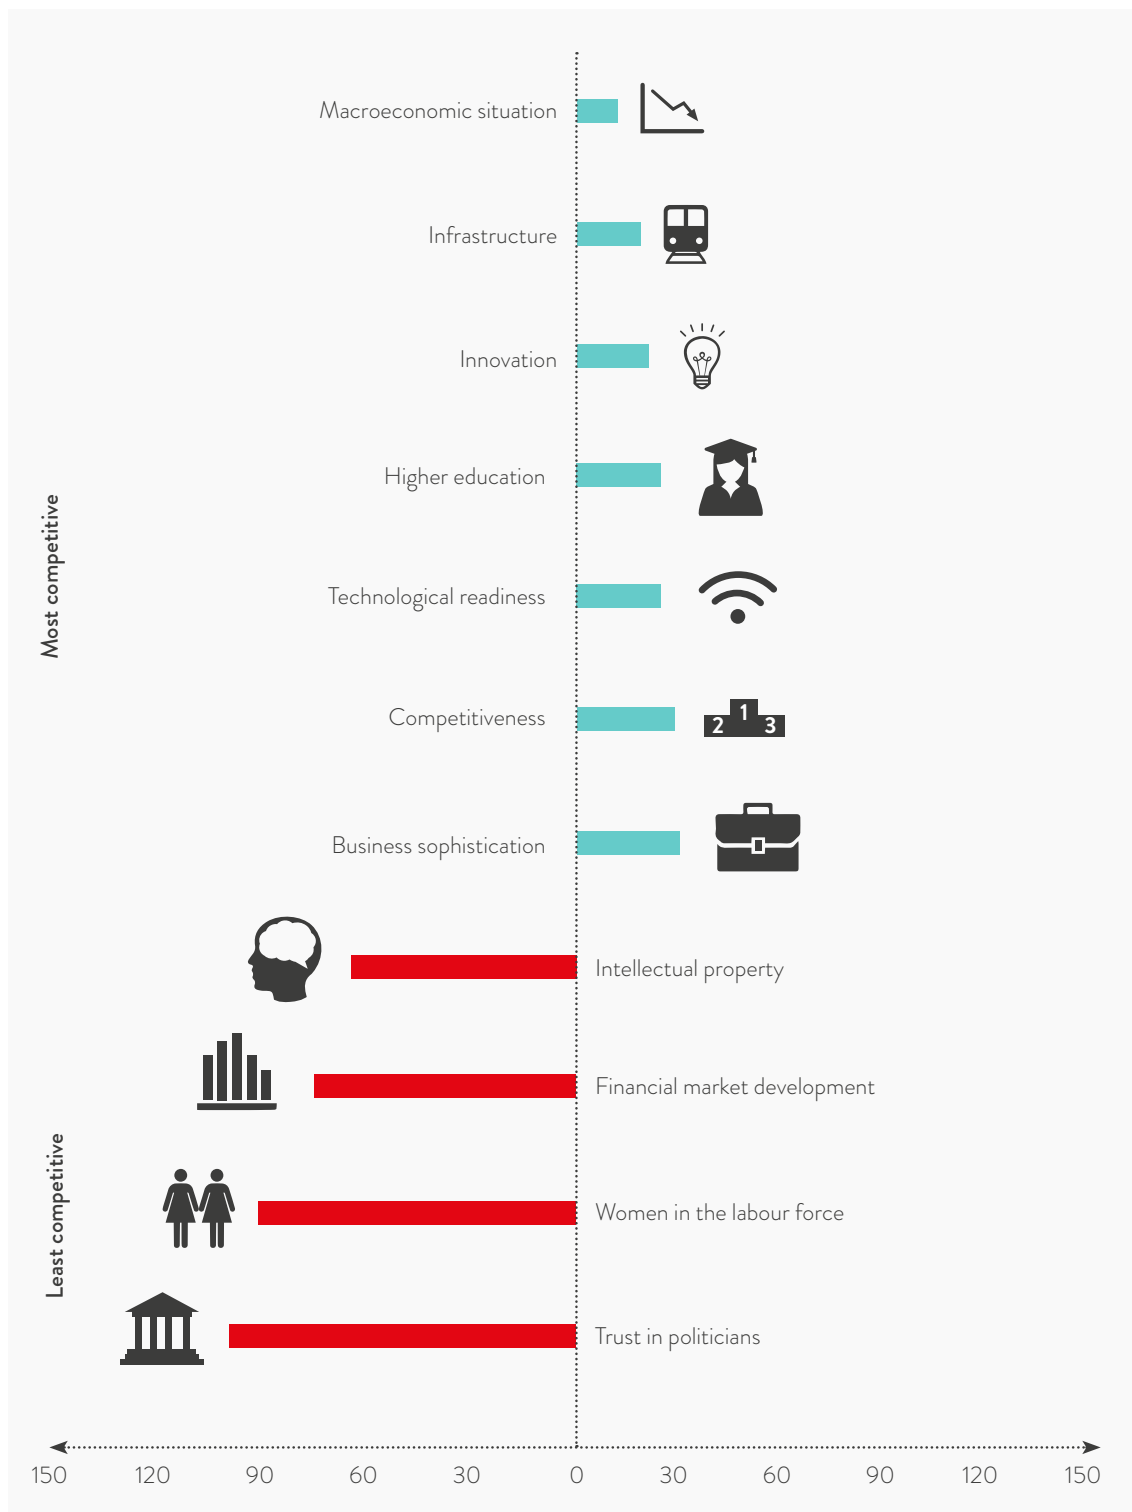 Macroeconomic situation
Infrastructure
Innovation
Higher education
Most competitive
Technological readiness
Competitiveness
2 1 3
Business sophistication
Intellectual property
Financial market development
Least competitive
Women in the labour force
Trust in politicians
150 120 90 60 30 0 30 60 90 120 150